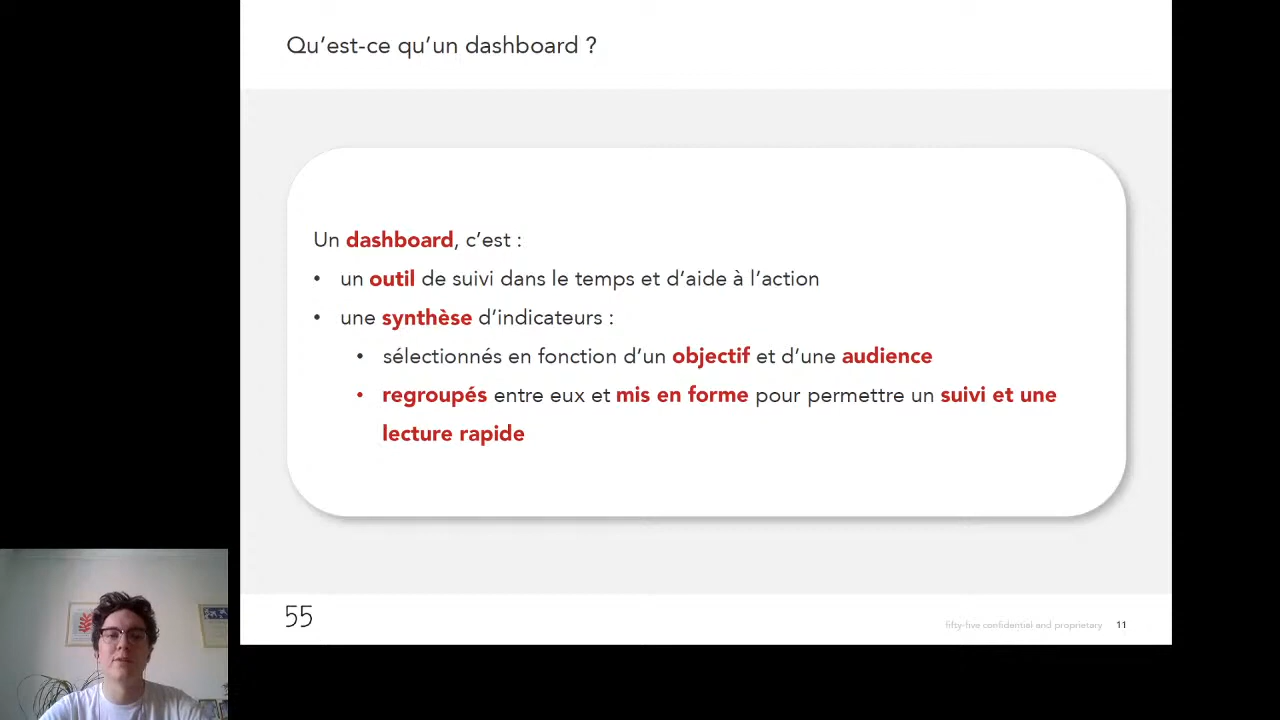 Qu’est-ce qu’un dashboard ?
Un dashboard, c’est :
• un outil de suivi dans le temps et d’aide à l’action
• une synthèse d’indicateurs :
• sélectionnés en fonction d’un objectif et d’une audience
• regroupés entre eux et mis en forme pour permettre un suivi et une
lecture rapide
55
fifty-five confidential and proprietary 11